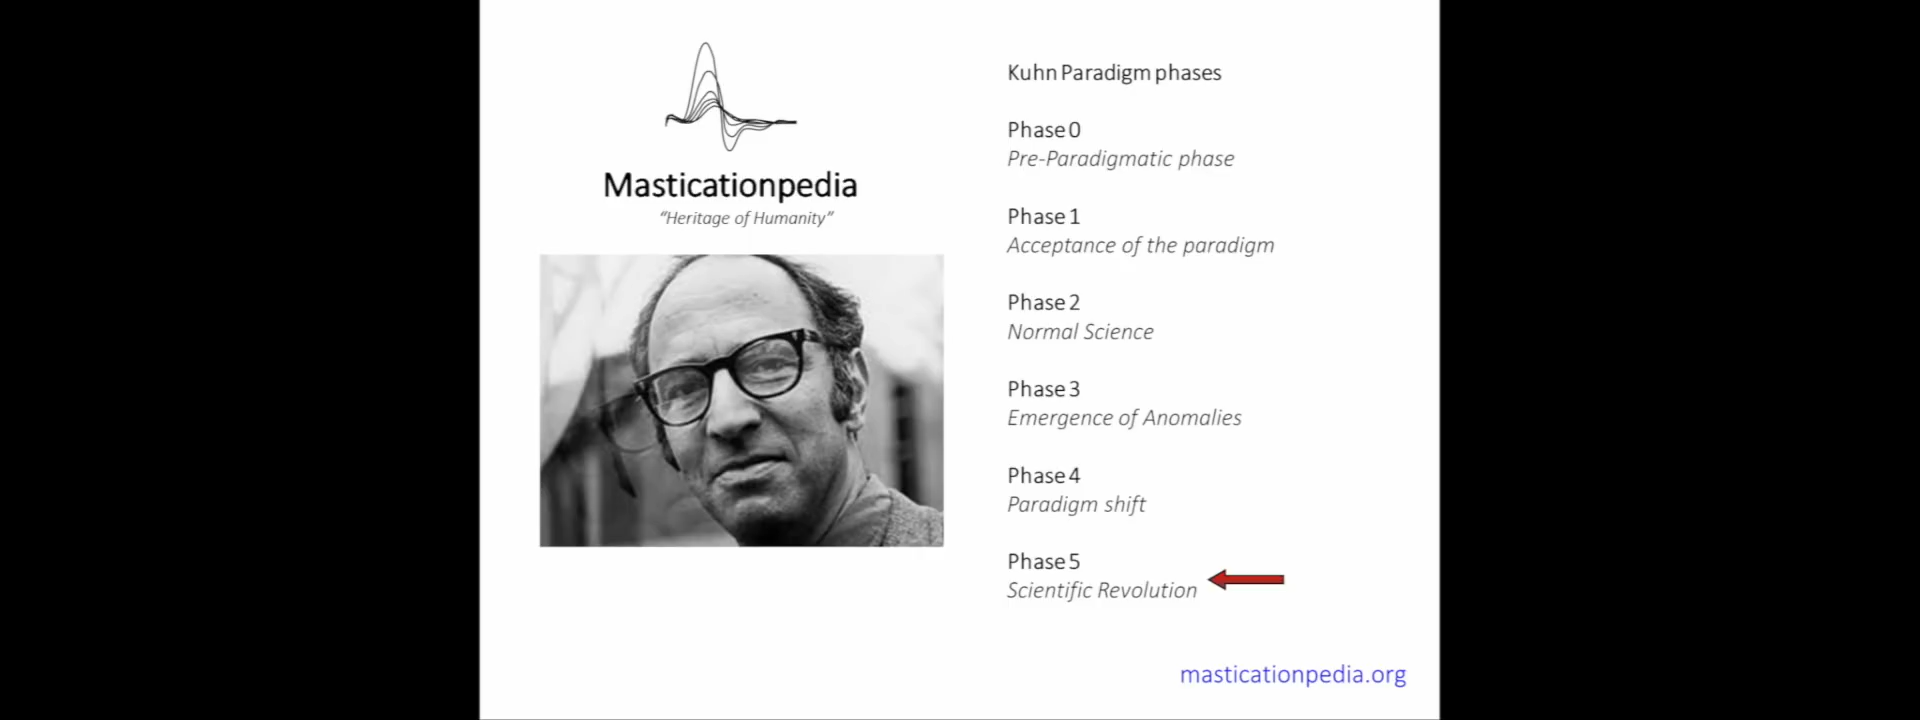 Masticationpedia
“Heritage of Humanity”
Kuhn Paradigm phases
Phase 0
Pre-Paradigmatic phase
Phase 1
Acceptance of the paradigm
Phase 2
Normal Science
Phase 3
Emergence of Anomalies
Phase 4
Paradigm shift
Phase 5
Scientific Revolution
masticationpedia.org